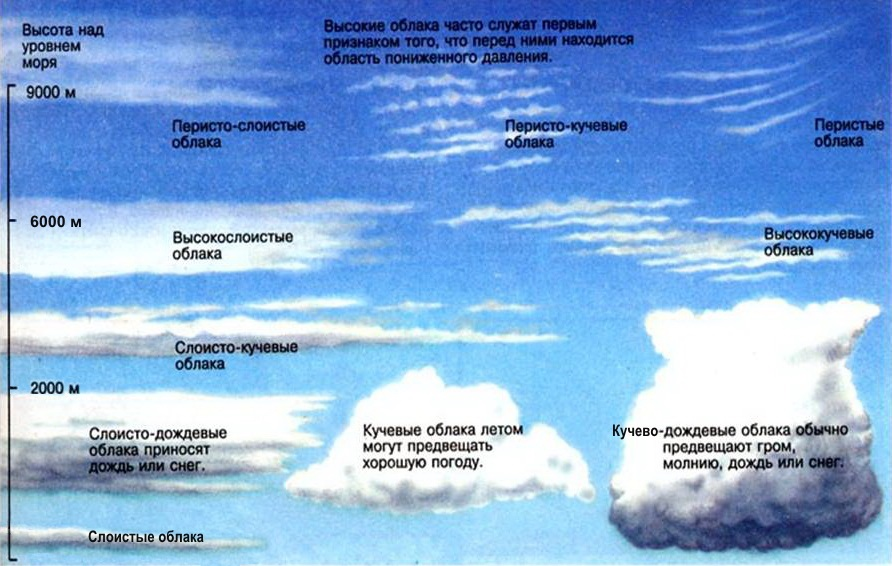 Высота над
уровнем
моря
Высокие облака часто служат первым
признаком того, что перед ними находится
область пониженного давления.
9000 м
Перисто-слоистые
облака
Перисто-кучевые
облака
Перистые
облака
6000 м
Высокослоистые
облака
Высококучевые
облака
Слоисто-кучевые
облака
2000 м
Слоисто-дождевые
облака приносят
дождь или снег.
Кучевые облака летом
могут предвещать
хорошую погоду.
Кучево-дождевые облака обычно
предвещают гром,
молнию, дождь или снег.
Слоистые облака